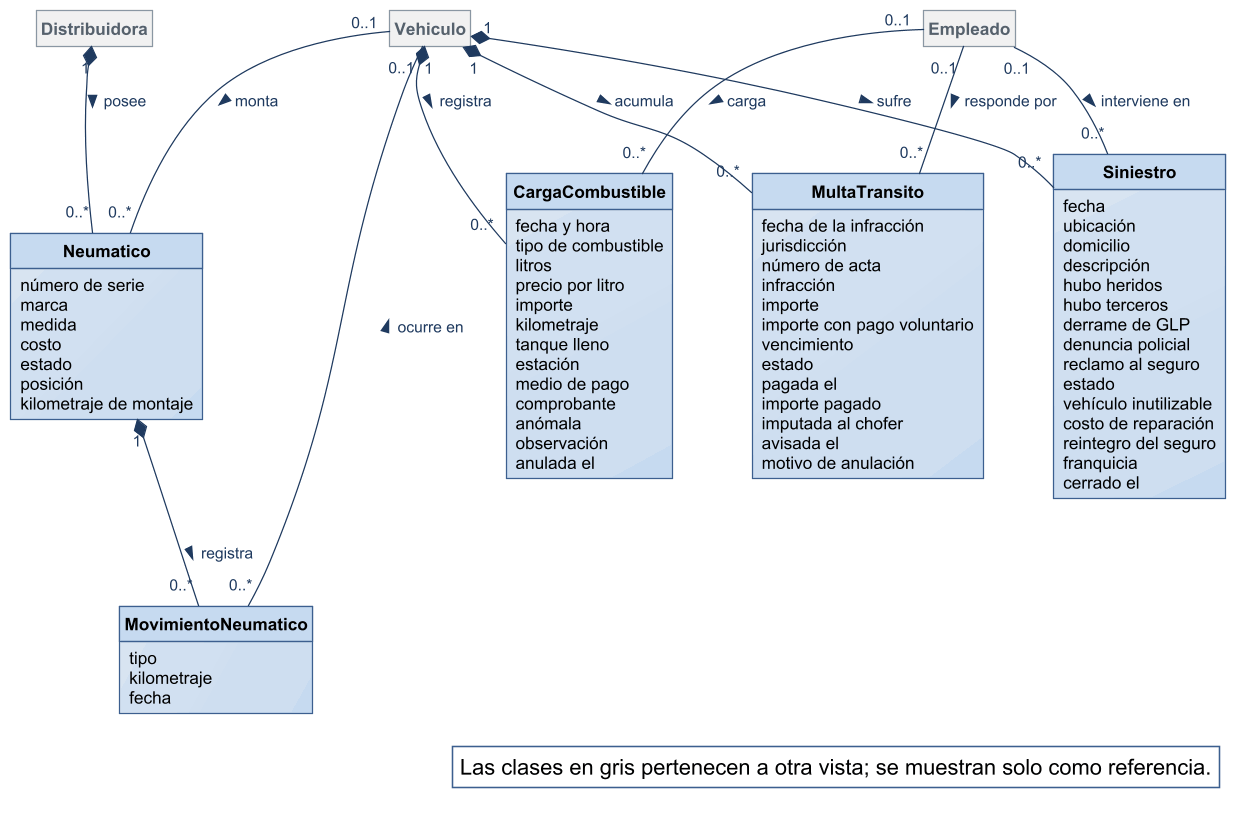 Distribuidora
Vehiculo
Empleado
0..1
1
0..1
1
0..1
1
1
0..1
0..1
posee
monta
registra
acumula
carga
sufre
responde por
interviene en
0..*
0..*
0..*
0..*
0..*
0..*
0..*
0..*
Neumatico
número de serie
marca
medida
costo
estado
posición
kilometraje de montaje
CargaCombustible
fecha y hora
tipo de combustible
litros
precio por litro
importe
kilometraje
tanque lleno
estación
medio de pago
comprobante
anómala
observación
anulada el
MultaTransito
fecha de la infracción
jurisdicción
número de acta
infracción
importe
importe con pago voluntario
vencimiento
estado
pagada el
importe pagado
imputada al chofer
avisada el
motivo de anulación
Siniestro
fecha
ubicación
domicilio
descripción
hubo heridos
hubo terceros
derrame de GLP
denuncia policial
reclamo al seguro
estado
vehículo inutilizable
costo de reparación
reintegro del seguro
franquicia
cerrado el
ocurre en
1
registra
0..*
0..*
MovimientoNeumatico
tipo
kilometraje
fecha
Las clases en gris pertenecen a otra vista; se muestran solo como referencia.